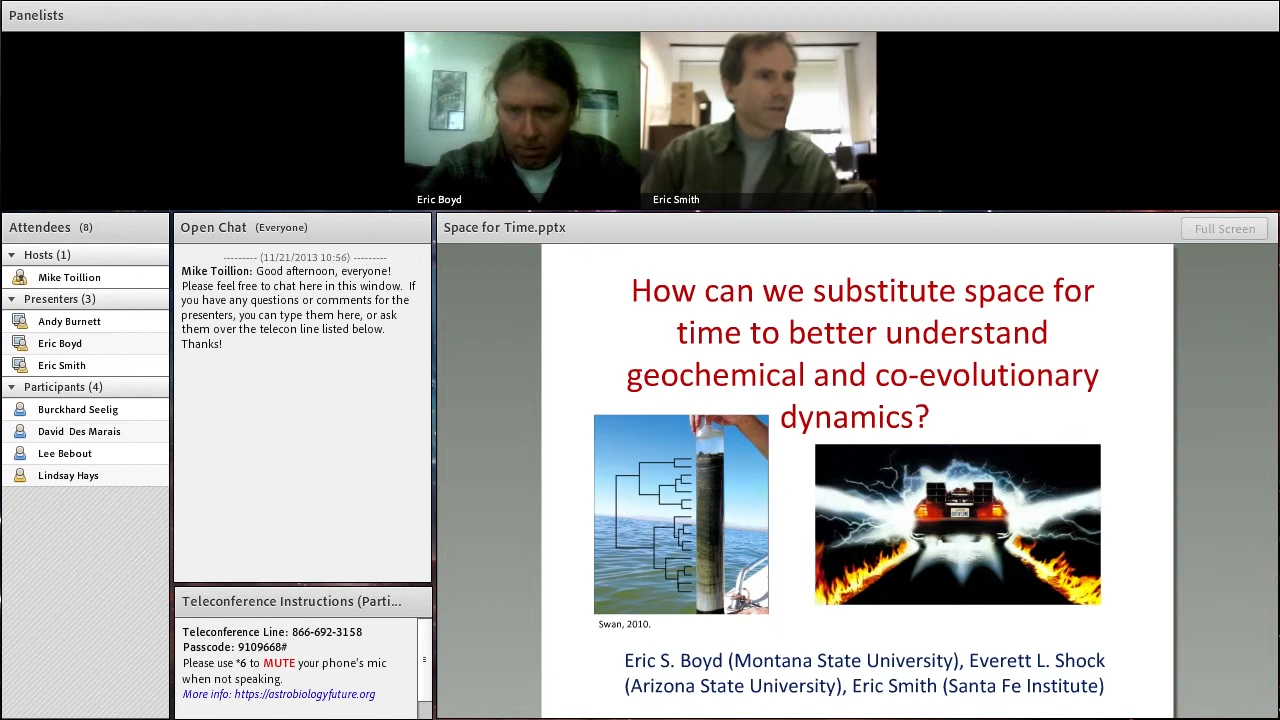 Panelists
Eric Boyd
Eric Smith
Attendees (8)
Hosts (1)
Mike Toillion
Presenters (3)
Andy Burnett
Eric Boyd
Eric Smith
Participants (4)
Burckhard Seelig
David Des Marais
Lee Bebout
Lindsay Hays
Open Chat (Everyone)
--------- (11/21/2013 10:56) ---------
Mike Toillion: Good afternoon, everyone!
Please feel free to chat here in this window. If
you have any questions or comments for the
presenters, you can type them here, or ask
them over the telecon line listed below.
Thanks!
Teleconference Instructions (Parti...
Teleconference Line: 866-692-3158
Passcode: 9109668#
Please use *6 to MUTE your phone's mic
when not speaking.
More info: https://astrobiologyfuture.org
Space for Time.pptx
Full Screen
How can we substitute space for
time to better understand
geochemical and co-evolutionary
dynamics?
OUTATIME
Swan, 2010.
Eric S. Boyd (Montana State University), Everett L. Shock
(Arizona State University), Eric Smith (Santa Fe Institute)